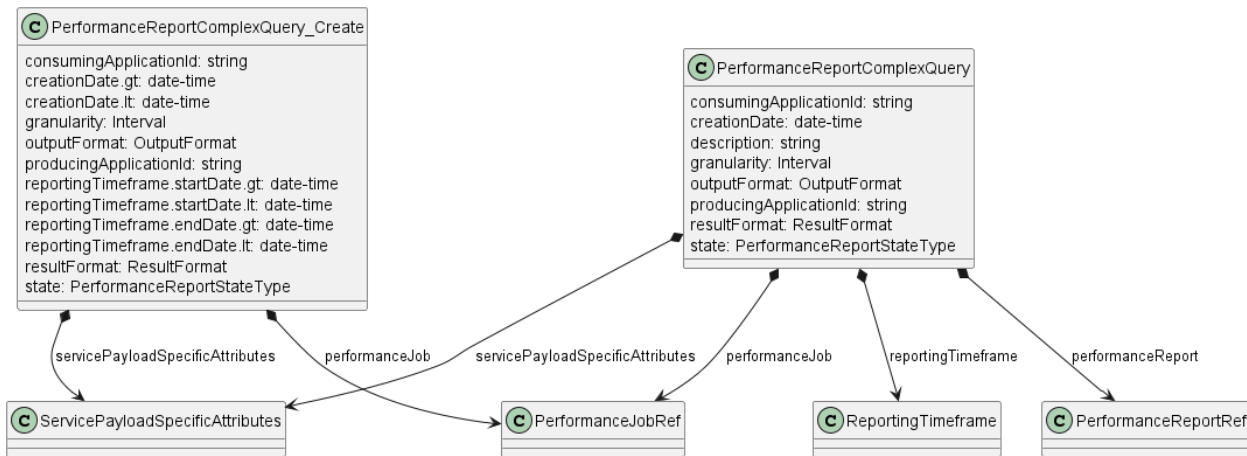 C PerformanceReportComplexQuery_Create
consumingApplicationId: string
creationDate.gt: date-time
creationDate.lt: date-time
granularity: Interval
outputFormat: OutputFormat
producingApplicationId: string
reportingTimeframe.startDate.gt: date-time
reportingTimeframe.startDate.lt: date-time
reportingTimeframe.endDate.gt: date-time
reportingTimeframe.endDate.lt: date-time
resultFormat: ResultFormat
state: PerformanceReportStateType
C PerformanceReportComplexQuery
consumingApplicationId: string
creationDate: date-time
description: string
granularity: Interval
outputFormat: OutputFormat
producingApplicationId: string
resultFormat: ResultFormat
state: PerformanceReportStateType
servicePayloadSpecificAttributes
performanceJob
servicePayloadSpecificAttributes
performanceJob
reportingTimeframe
performanceReport
C ServicePayloadSpecificAttributes
C PerformanceJobRef
C ReportingTimeframe
C PerformanceReportRef